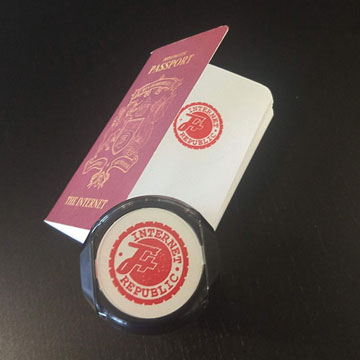 PASSPORT
THE INTERNET
INTERNET
REPUBLIC
INTERNET
REPUBLIC